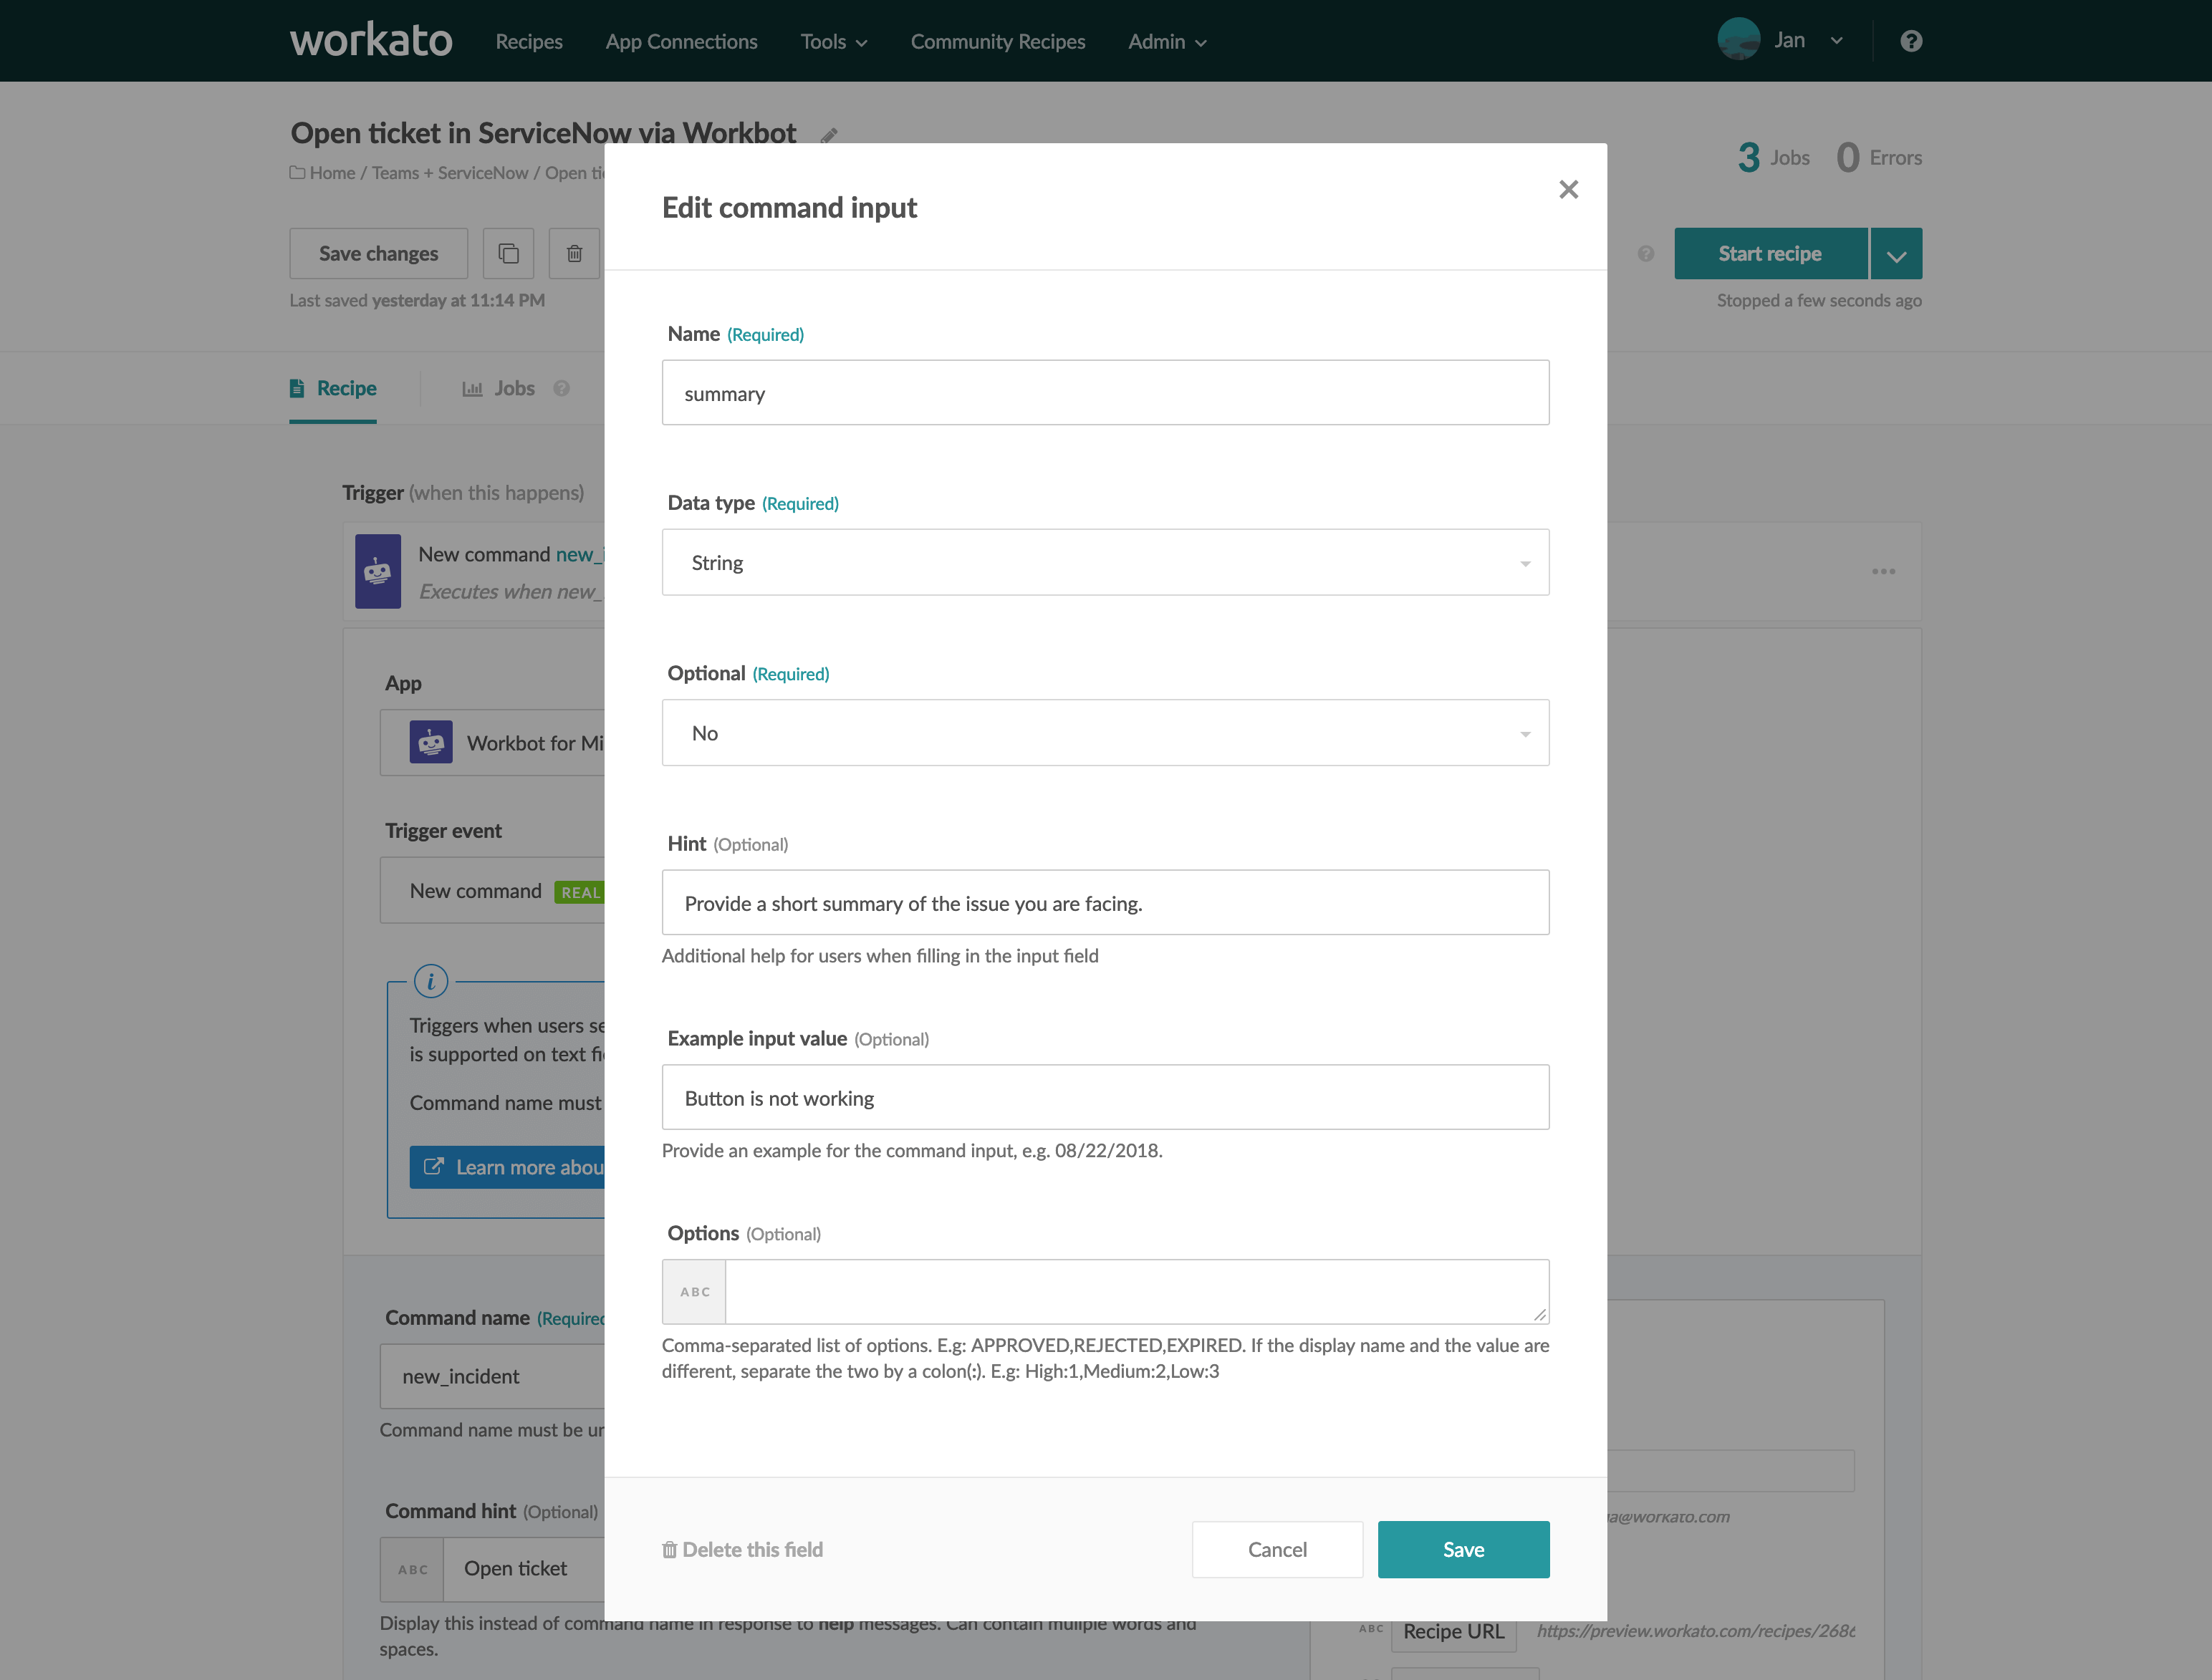 workato
Recipes
App Connections
Tools
Community Recipes
Admin
Jan
Open ticket in ServiceNow via Workbot
Home / Teams + ServiceNow / Open
3 Jobs
0 Errors
Save changes
Start recipe
Last saved yesterday at 11:14 PM
Stopped a few seconds ago
Recipe
Jobs
Trigger (when this happens)
New command new_
Executes when new_
App
Workbot for
Trigger event
New command REAL
Triggers when users
is supported on text
Command name must
Learn more
Command name (Required
new_incident
Command name must be
Command hint (Optional)
ABC
Open ticket
Display this instead of command name in response to help messages. Can contain muliple words and
spaces.
Edit command input
Name (Required)
summary
Data type (Required)
String
Optional (Required)
No
Hint (Optional)
Provide a short summary of the issue you are facing.
Additional help for users when filling in the input field
Example input value (Optional)
Button is not working
Provide an example for the command input, e.g. 08/22/2018.
Options (Optional)
ABC
Comma-separated list of options. E.g: APPROVED,REJECTED,EXPIRED. If the display name and the value are
different, separate the two by a colon(:). E.g: High:1,Medium:2,Low:3
Delete this field
Cancel
Save
@workato.com
ABC
Recipe URL
https://preview.workato.com/recipes/268